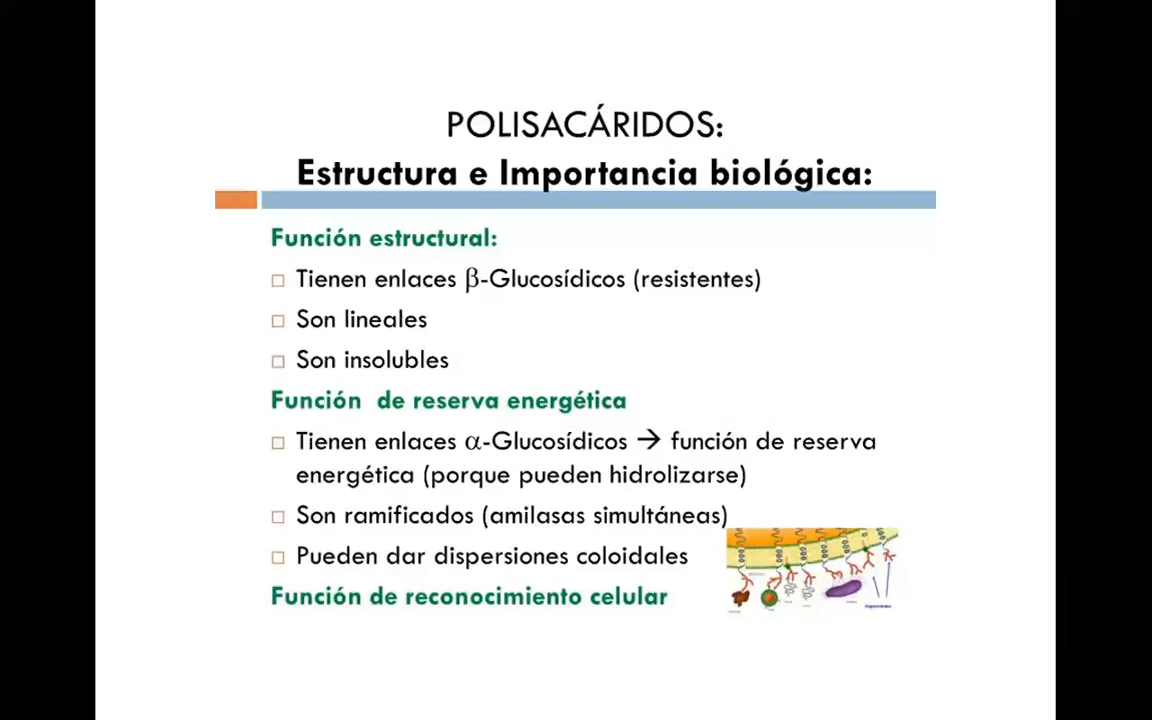 POLISACÁRIDOS:
Estructura e Importancia biológica:
Función estructural:
Tienen enlaces β-Glucosídicos (resistentes)
Son lineales
Son insolubles
Función de reserva energética
Tienen enlaces α-Glucosídicos → función de reserva
energética (porque pueden hidrolizarse)
Son ramificados (amilasas simultáneas)
Pueden dar dispersiones coloidales
Función de reconocimiento celular